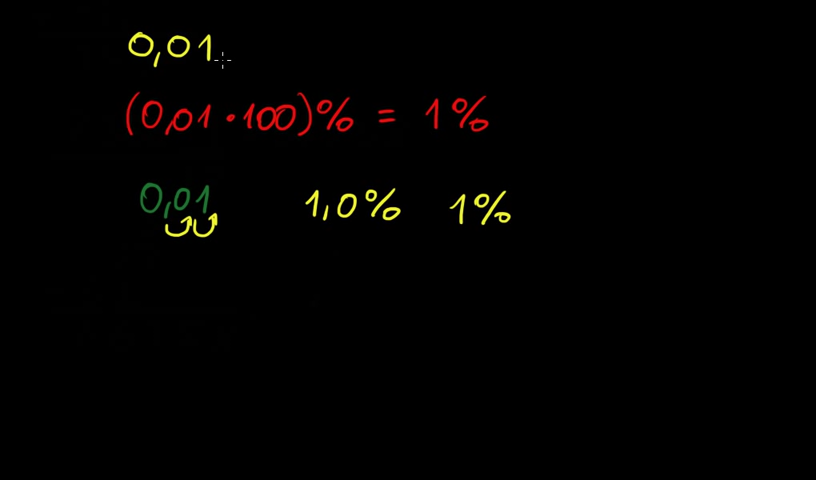 0,01
(0,01 · 100)% = 1%
0,01 1,0% 1%